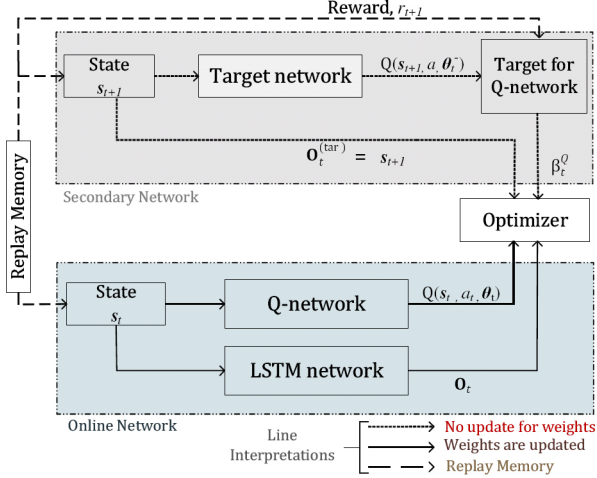 Reward, r_{t+1}
State
s_{t+1}
Target network
Q(s_{t+1}, a, θ_t^-)
Target for
Q-network
O_t^{(tar)} = s_{t+1}
β_t^Q
Secondary Network
Replay Memory
Optimizer
State
s_t
Q-network
Q(s_t, a_t, θ_t)
LSTM network
O_t
Online Network
Line
Interpretations
No update for weights
Weights are updated
Replay Memory